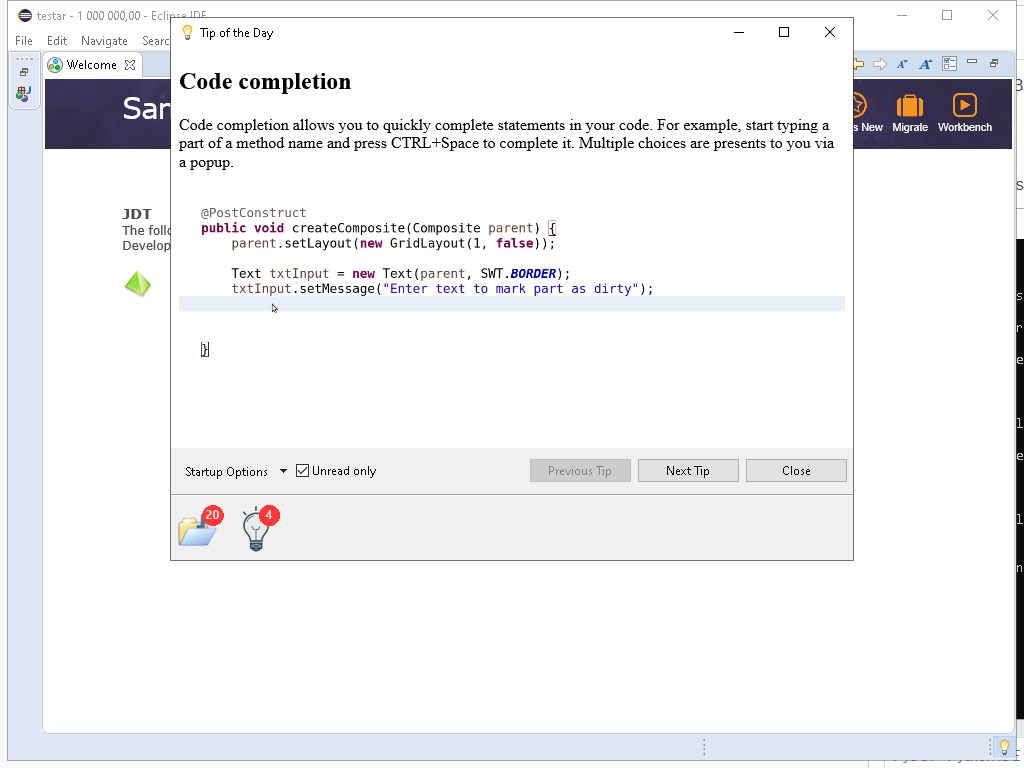 testar - 1 000 000,00 - Eclipse IDE
Tip of the Day
File Edit Navigate
Welcome
Code completion
Code completion allows you to quickly complete statements in your code. For example, start typing a
part of a method name and press CTRL+Space to complete it. Multiple choices are presents to you via
a popup.
New Migrate Workbench
@PostConstruct
public void createComposite(Composite parent) {
parent.setLayout(new GridLayout(1, false));
Text txtInput = new Text(parent, SWT.BORDER);
txtInput.setMessage("Enter text to mark part as dirty");
}
JDT
The
Startup Options Unread only Previous Tip Next Tip Close
20 4